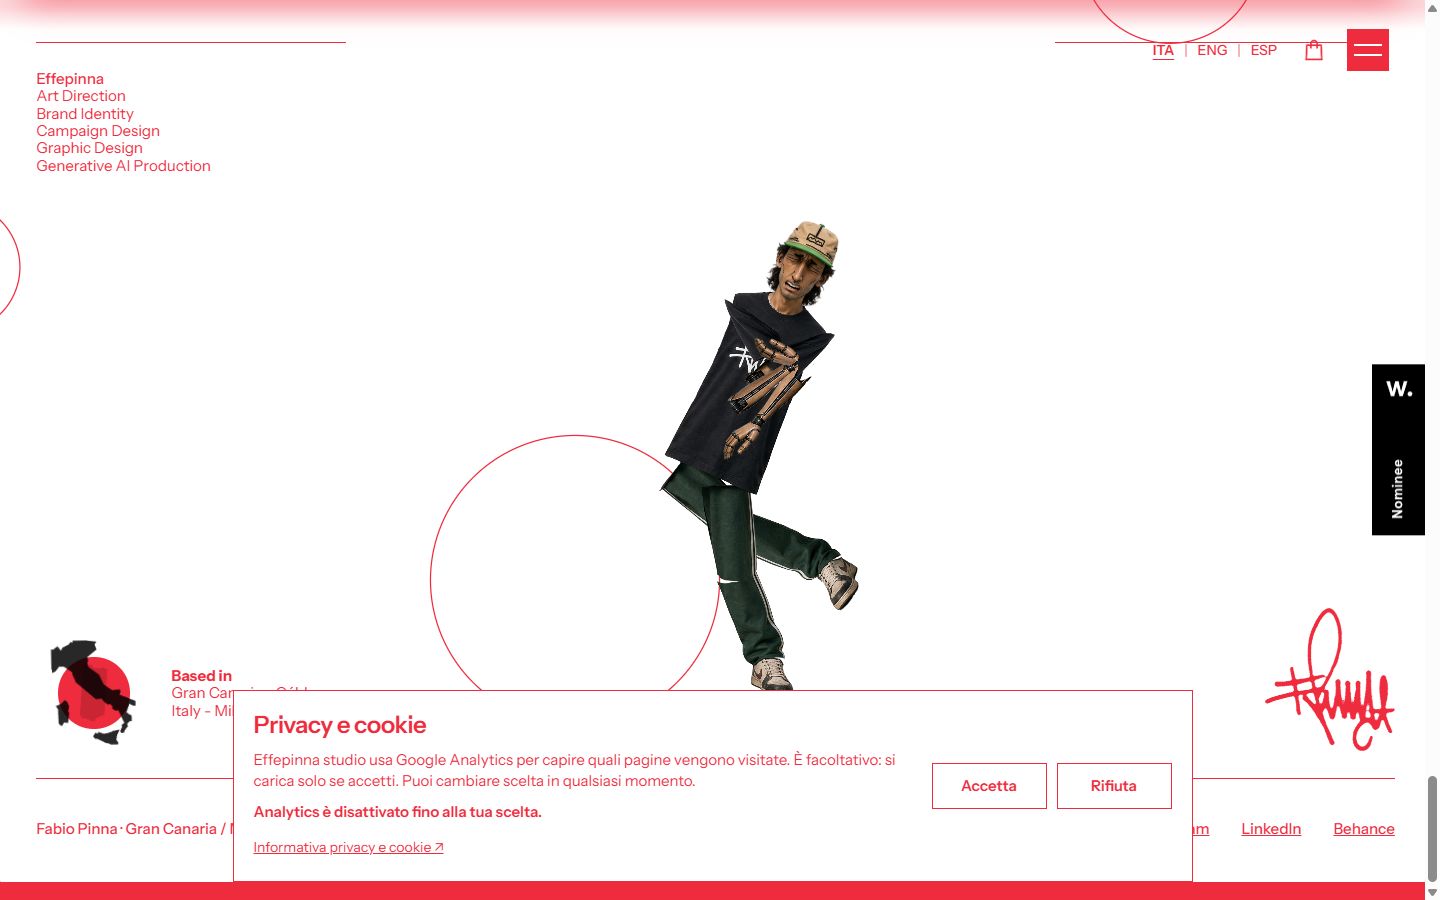 ITA | ENG | ESP
Effepinna
Art Direction
Brand Identity
Campaign Design
Graphic Design
Generative AI Production
W.
Nominee
Based in
Gran
Italy -
Privacy e cookie
Effepinna studio usa Google Analytics per capire quali pagine vengono visitate. È facoltativo: si
carica solo se accetti. Puoi cambiare scelta in qualsiasi momento.
Analytics è disattivato fino alla tua scelta.
Informativa privacy e cookie ↗
Accetta
Rifiuta
Fabio Pinna · Gran Canaria /
LinkedIn
Behance